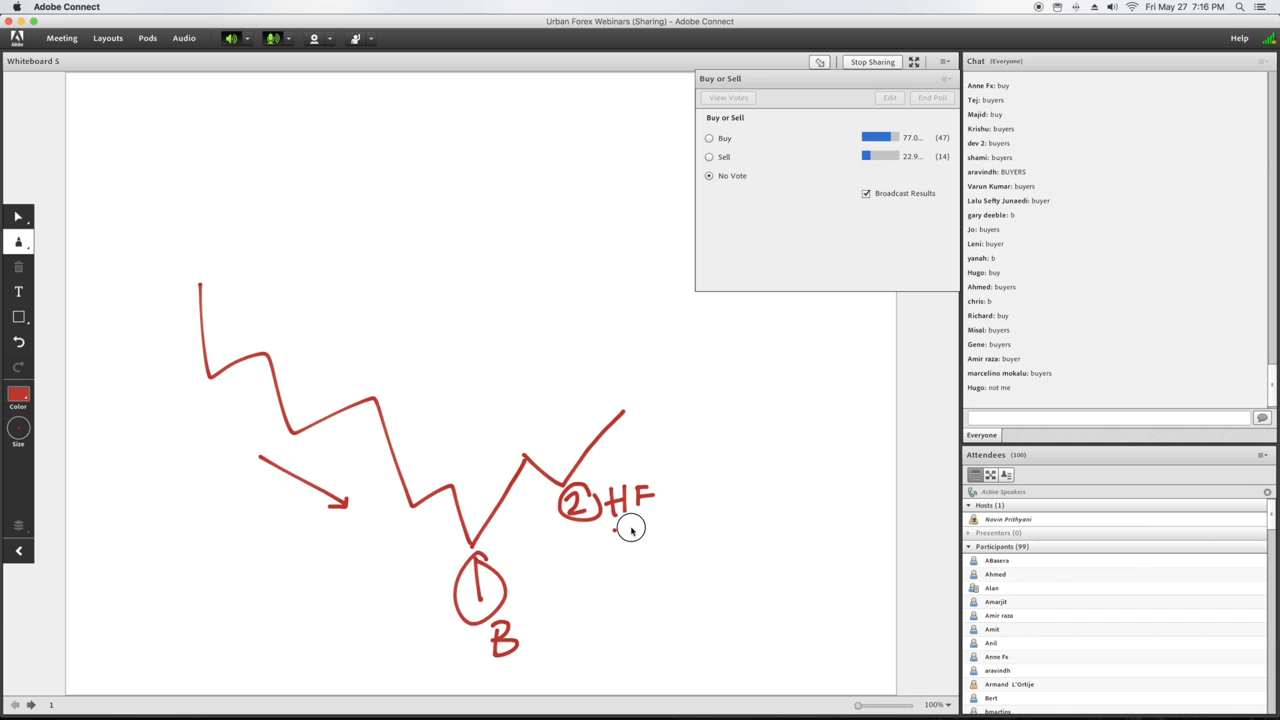 Adobe Connect
Fri May 27 7:16 PM
Urban Forex Webinars (Sharing) - Adobe Connect
Adobe
Meeting
Layouts
Pods
Audio
Help
Whiteboard 5
Stop Sharing
Buy or Sell
View Votes
Edit
End Poll
Buy or Sell
Buy
77.0... (47)
Sell
22.9... (14)
No Vote
Broadcast Results
T
Color
Size
2 HF
1
B
1
100%
Chat (Everyone)
Anne Fx: buy
Tej: buyers
Majid: buy
Krishu: buyers
dev 2: buyers
shami: buyers
aravindh: BUYERS
Varun Kumar: buyers
Lalu Sefty Junaedi: buyer
gary deeble: b
Jo: buyers
Leni: buyer
yanah: b
Hugo: buy
Ahmed: buyers
chris: b
Richard: buy
Misal: buyers
Gene: buyers
Amir raza: buyer
marcelino mokalu: buyers
Hugo: not me
Everyone
Attendees (100)
Active Speakers
Hosts (1)
Navin Prithyani
Presenters (0)
Participants (99)
ABasera
Ahmed
Alan
Amarjit
Amir raza
Amit
Anil
Anne Fx
aravindh
Armand L'Ortije
Bert
bmartins